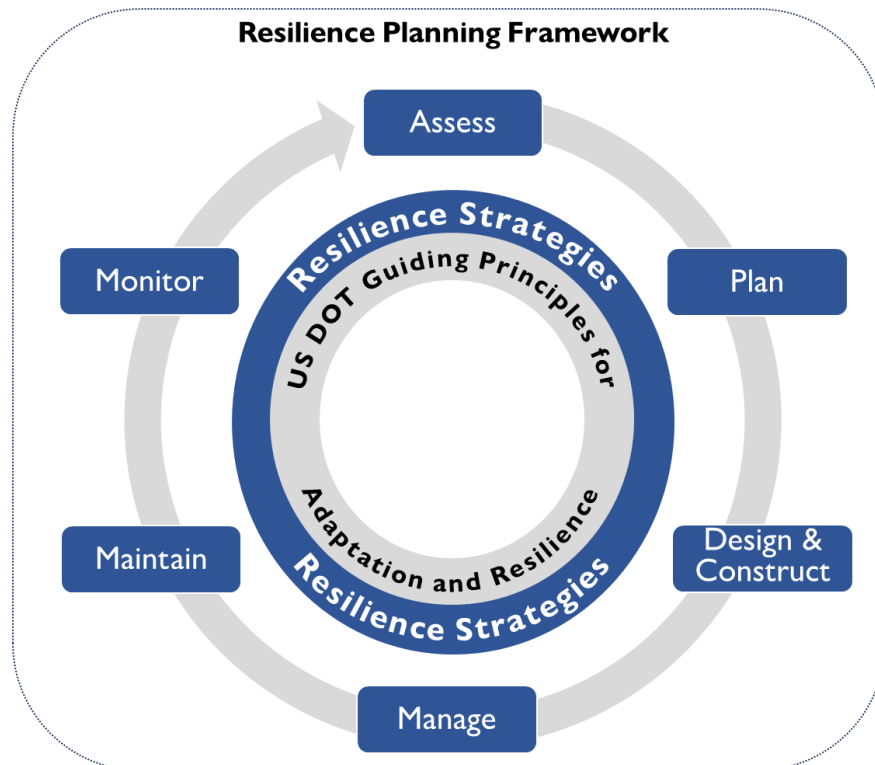 Resilience Planning Framework
Assess
Resilience Strategies
US DOT Guiding Principles for
Monitor
Plan
Adaptation and Resilience
Resilience Strategies
Maintain
Design &
Construct
Manage